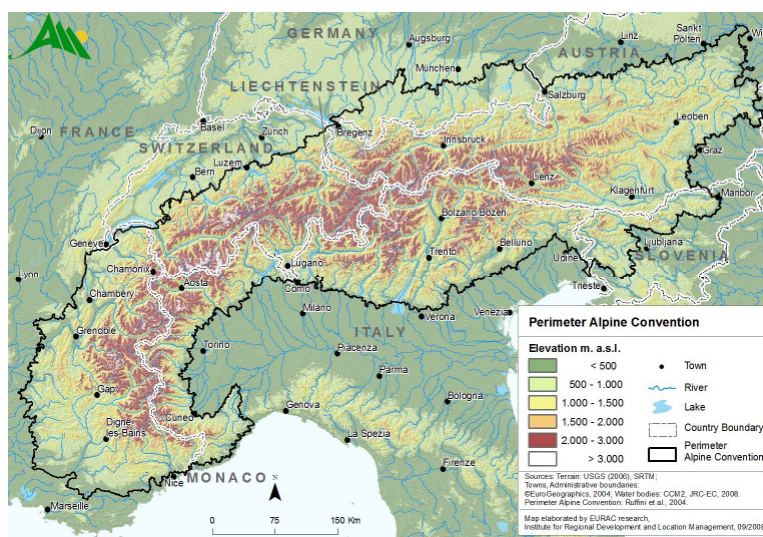 GERMANY
Augsburg
München
Linz
Sankt
Pölten
Wi
AUSTRIA
Salzburg
LIECHTENSTEIN
Dijon
FRANCE
Basel
Zürich
Bregenz
Innsbruck
Leoben
Graz
SWITZERLAND
Luzern
Bern
Lienz
Klagenfurt
Maribor
Bolzano/Bozen
Genève
Lugano
Trento
Belluno
Udine
Ljubljana
SLOVENIA
Lyon
Chamonix
Aosta
Como
Trieste
Chambéry
Milano
Verona
Venezia
Grenoble
ITALY
Torino
Piacenza
Parma
Gap
Cuneo
Genova
Bologna
Digne-
les-Bains
La Spezia
Firenze
MONACO
Nice
Marseille
N
0 75 150 Km
Perimeter Alpine Convention
Elevation m. a.s.l.
< 500
500 - 1.000
1.000 - 1.500
1.500 - 2.000
2.000 - 3.000
> 3.000
Town
River
Lake
Country Boundary
Perimeter
Alpine Convention
Sources: Terrain: USGS (2006), SRTM;
Towns, Administrative boundaries:
©EuroGeographics, 2004; Water bodies: CCM2, JRC-EC, 2008.
Perimeter Alpine Convention: Ruffini et al., 2004.
Map elaborated by EURAC research,
Institute for Regional Development and Location Management, 09/2008